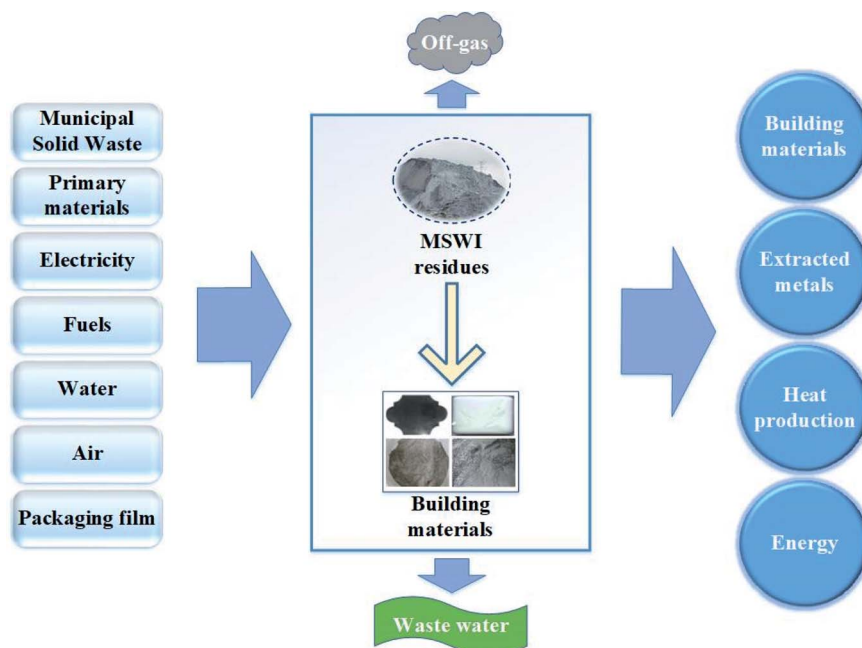 Off-gas
Municipal
Solid Waste
Primary
materials
Electricity
Fuels
Water
Air
Packaging film
MSWI
residues
Building
materials
Waste water
Building
materials
Extracted
metals
Heat
production
Energy